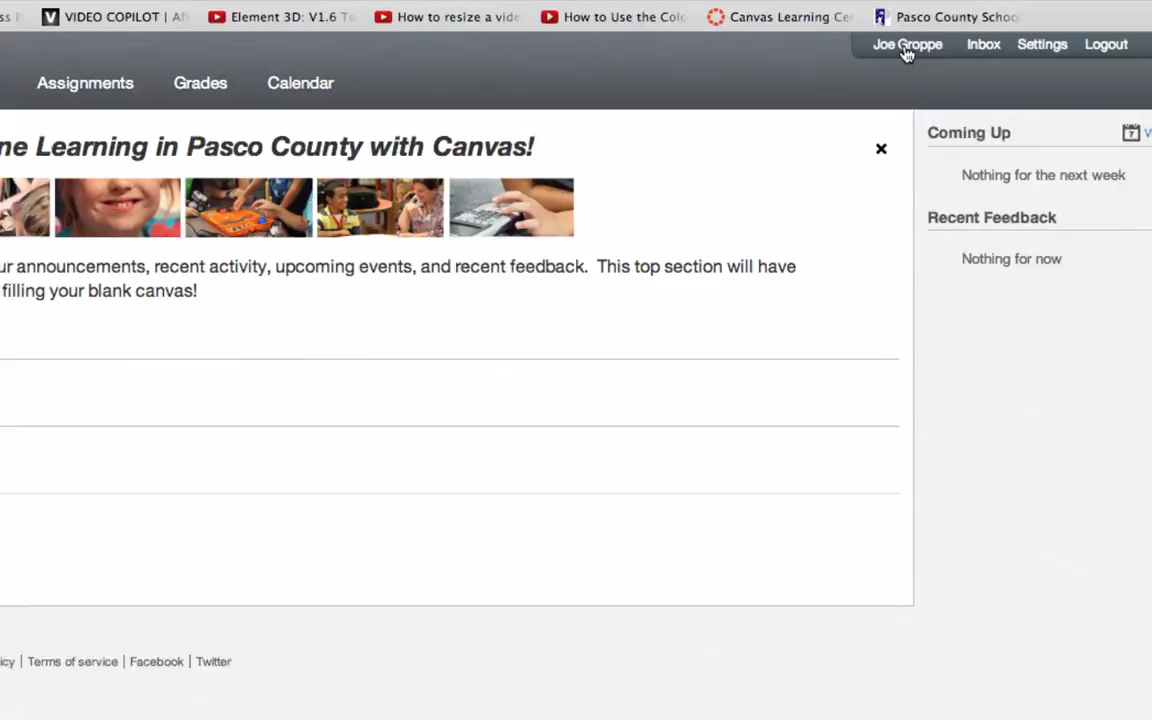 VIDEO COPILOT | Af
Element 3D: V1.6 T
How to resize a vide
How to Use the Col
Canvas Learning Ce
Pasco County Schoo
Joe Groppe
Inbox
Settings
Logout
Assignments
Grades
Calendar
ne Learning in Pasco County with Canvas!
Coming Up
7
Nothing for the next week
Recent Feedback
Nothing for now
ur announcements, recent activity, upcoming events, and recent feedback. This top section will have
filling your blank canvas!
icy | Terms of service | Facebook | Twitter